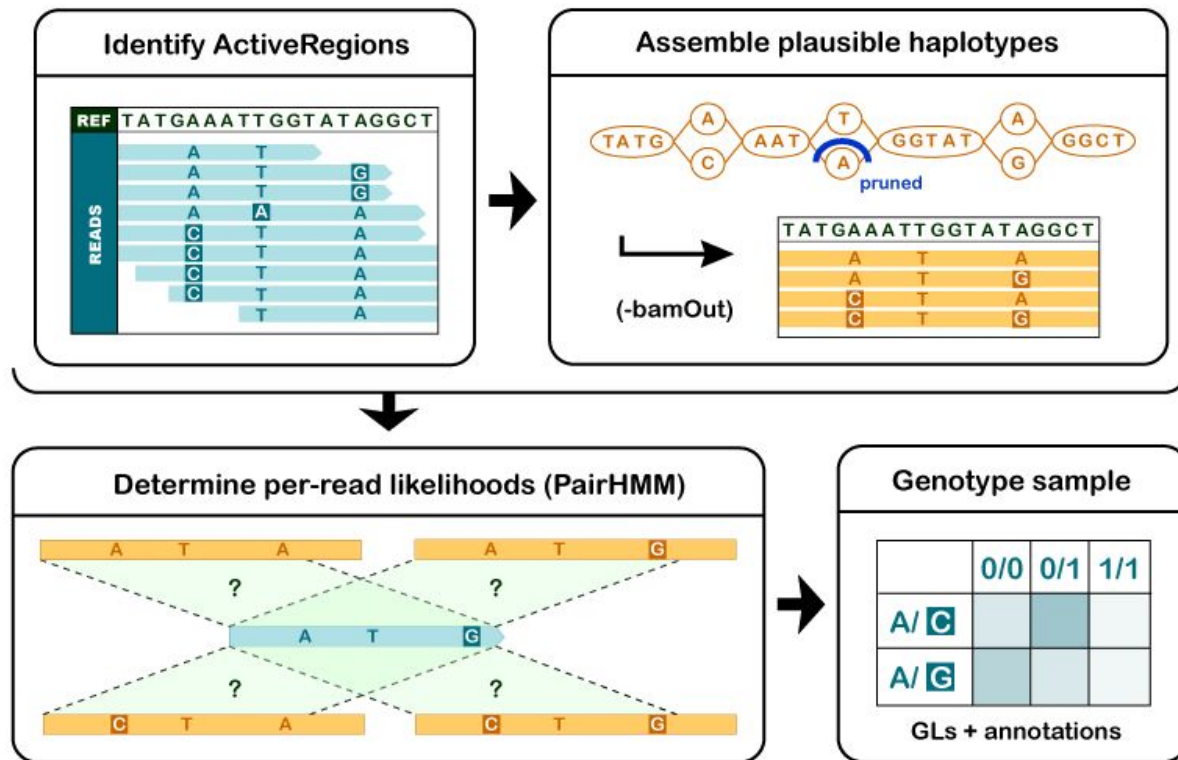 Identify ActiveRegions
REF TATGAAATTGGTATAGGCT
READS
A T
A T G
A T G
A A A
C T A
C T A
C T A
C T A
T A
Assemble plausible haplotypes
A T A
TATG AAT GGTAT GGCT
C A G
pruned
TATGAAATTGGTATAGGCT
A T A
A T G
C T A
C T G
(-bamOut)
Determine per-read likelihoods (PairHMM)
A T A A T G
? ?
A T G
? ?
C T A C T G
Genotype sample
0/0 0/1 1/1
A/ C
A/ G
GLs + annotations